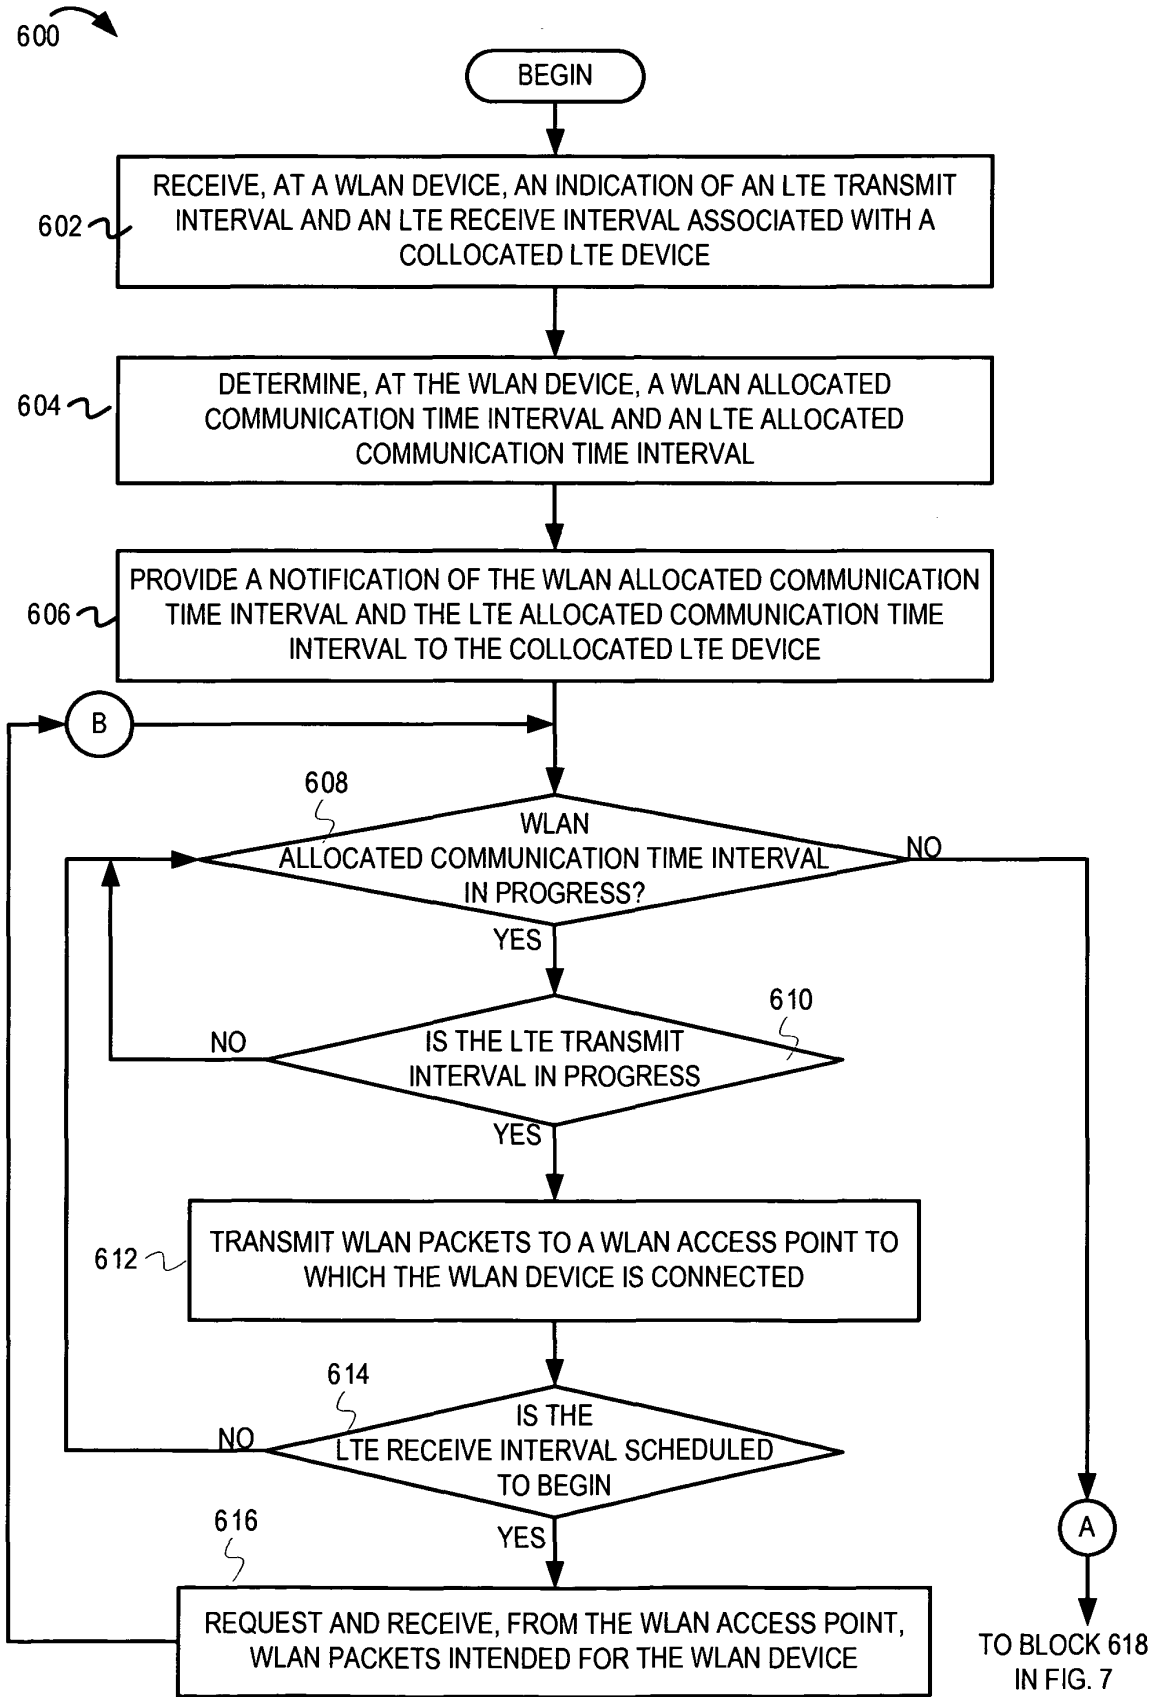 600
BEGIN
RECEIVE, AT A WLAN DEVICE, AN INDICATION OF AN LTE TRANSMIT
INTERVAL AND AN LTE RECEIVE INTERVAL ASSOCIATED WITH A
COLLOCATED LTE DEVICE
602
DETERMINE, AT THE WLAN DEVICE, A WLAN ALLOCATED
COMMUNICATION TIME INTERVAL AND AN LTE ALLOCATED
COMMUNICATION TIME INTERVAL
604
PROVIDE A NOTIFICATION OF THE WLAN ALLOCATED COMMUNICATION
TIME INTERVAL AND THE LTE ALLOCATED COMMUNICATION TIME
INTERVAL TO THE COLLOCATED LTE DEVICE
606
B
608
WLAN
ALLOCATED COMMUNICATION TIME INTERVAL
IN PROGRESS?
NO
YES
610
IS THE LTE TRANSMIT
INTERVAL IN PROGRESS
NO
YES
TRANSMIT WLAN PACKETS TO A WLAN ACCESS POINT TO
WHICH THE WLAN DEVICE IS CONNECTED
612
614
IS THE
LTE RECEIVE INTERVAL SCHEDULED
TO BEGIN
NO
YES
616
REQUEST AND RECEIVE, FROM THE WLAN ACCESS POINT,
WLAN PACKETS INTENDED FOR THE WLAN DEVICE
A
TO BLOCK 618
IN FIG. 7